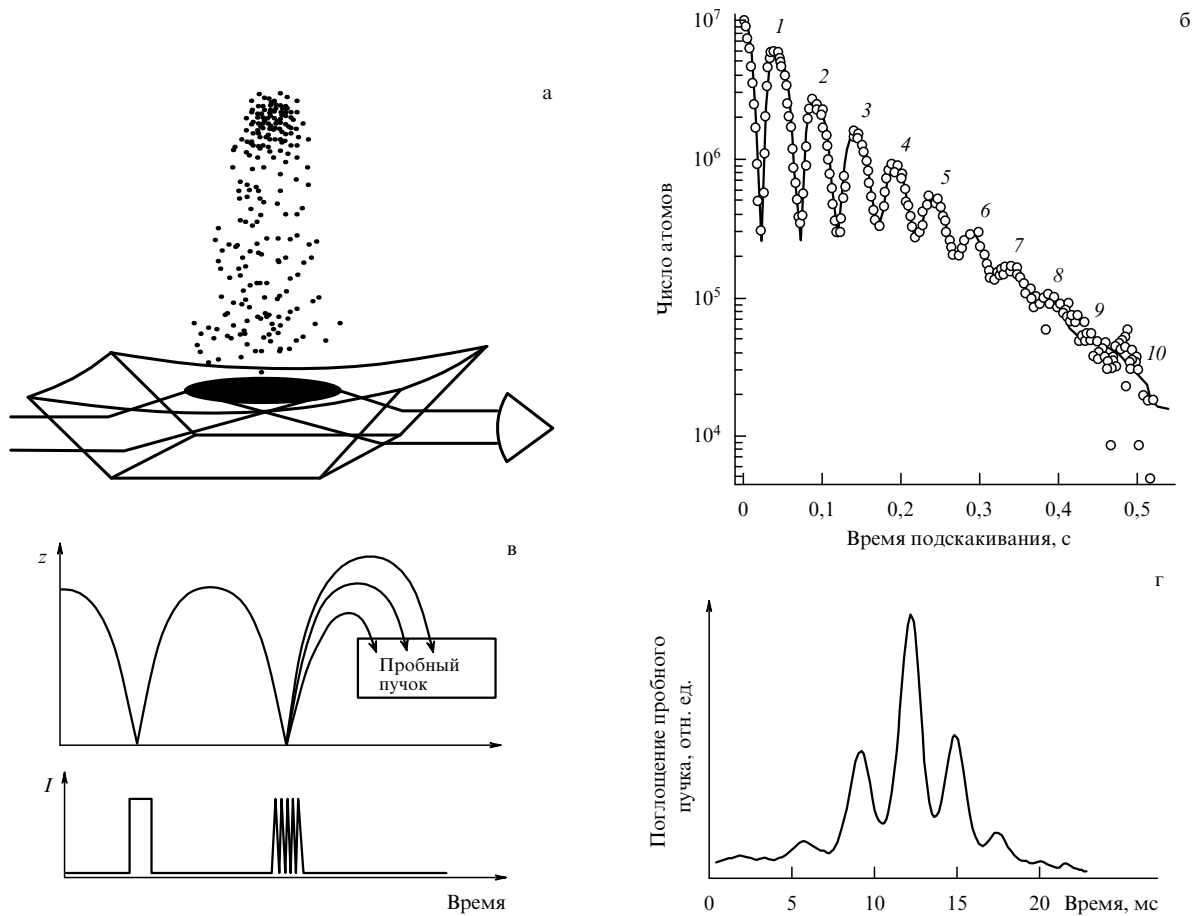 а
б
10⁷
10⁶
10⁵
10⁴
Число атомов
1
2
3
4
5
6
7
8
9
10
0 0,1 0,2 0,3 0,4 0,5
Время подскакивания, с
в
z
Пробный
пучок
I
Время
г
Поглощение пробного
пучка, отн. ед.
0 5 10 15 20 Время, мс